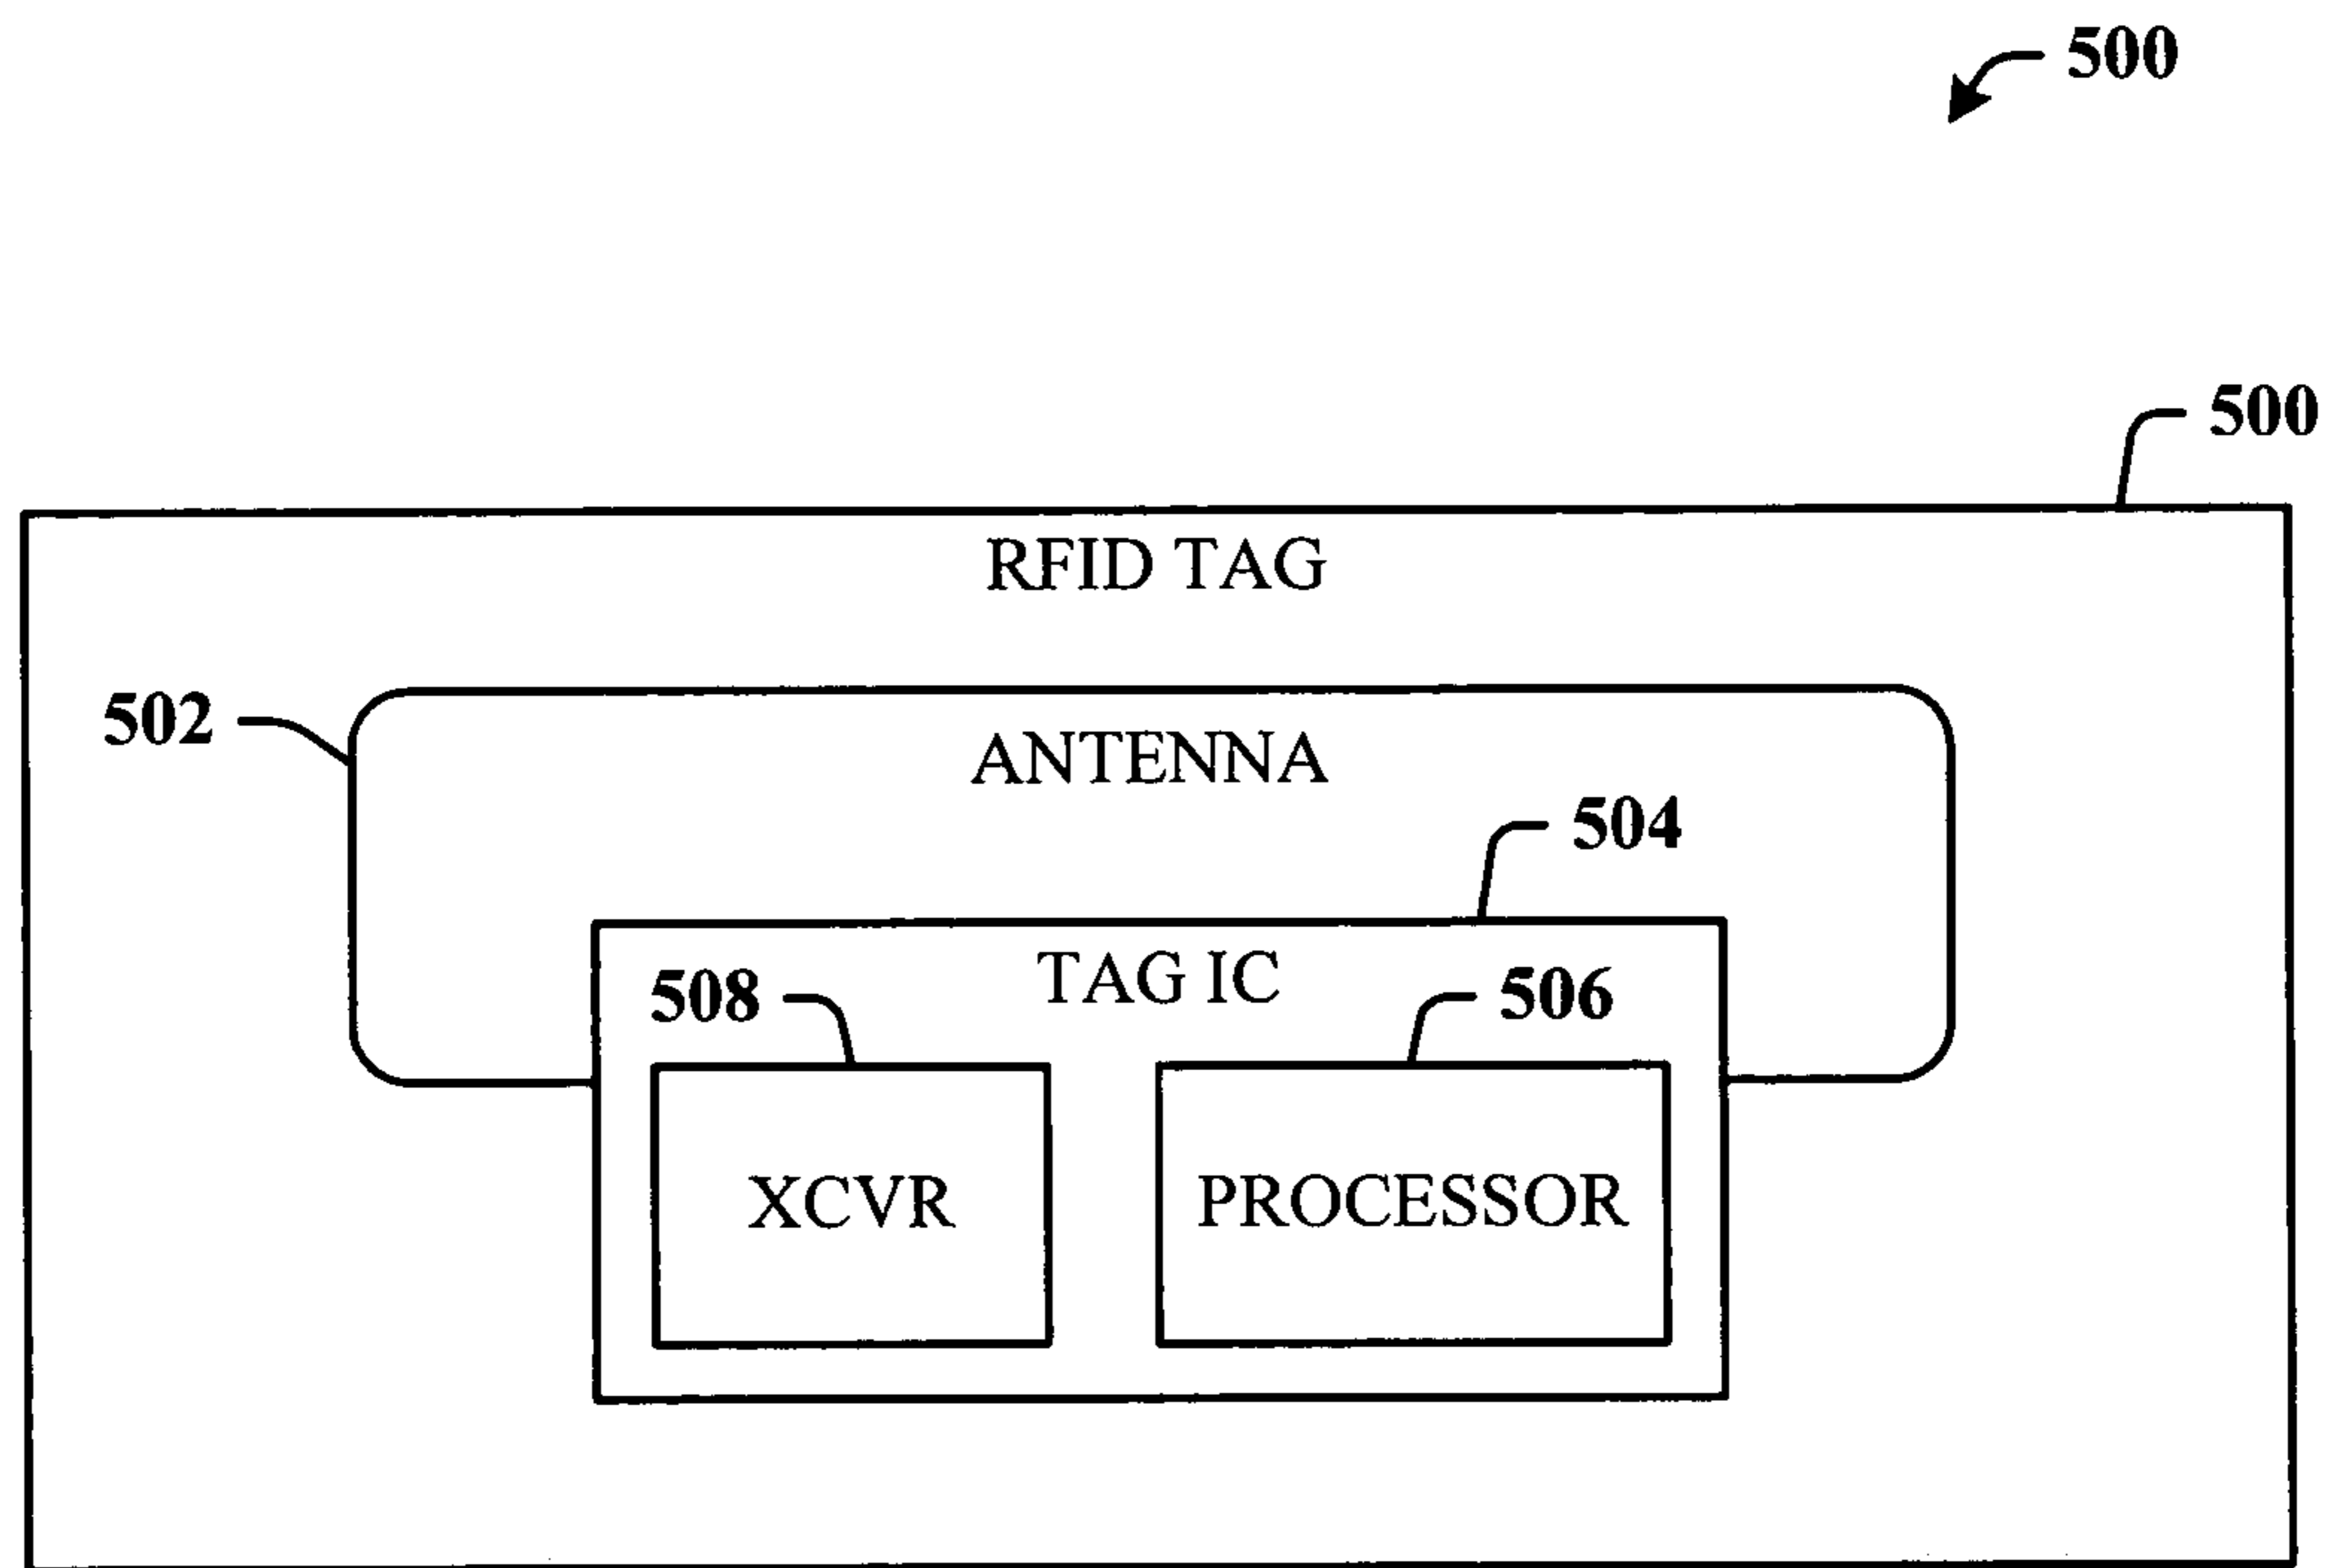 500
500
RFID TAG
502
ANTENNA
504
TAG IC
508
506
XCVR
PROCESSOR